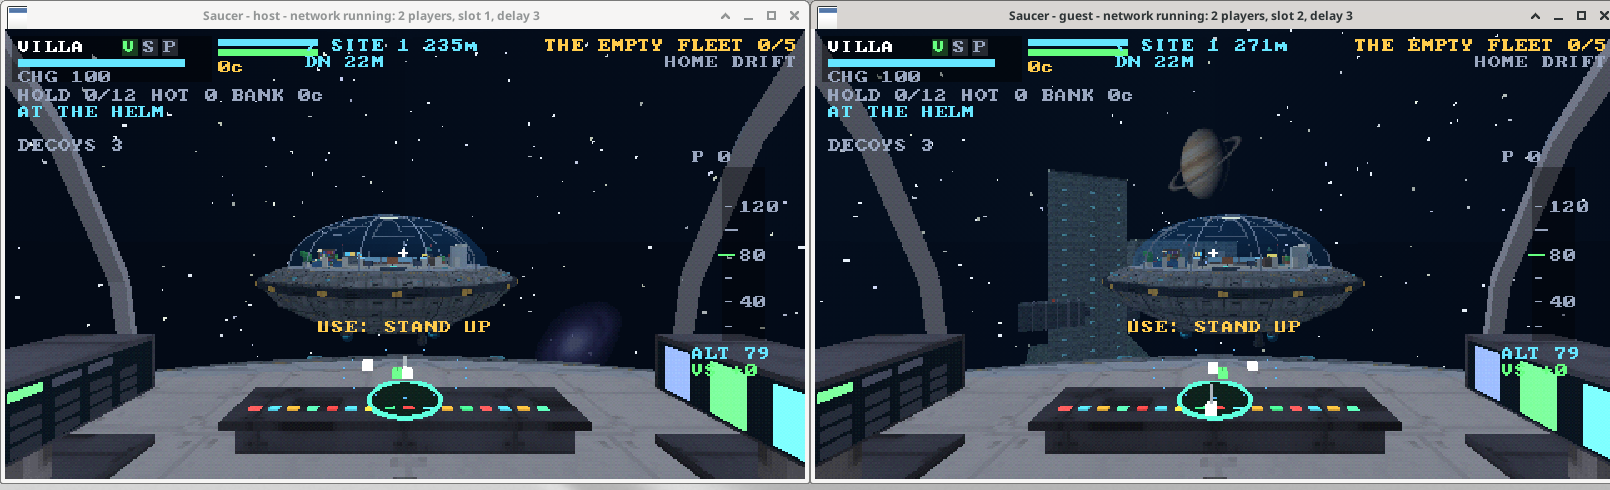 Saucer - host - network running: 2 players, slot 1, delay 3
VILLA V S P
SITE 1 235m
THE EMPTY FLEET 0/5
0c
DN 22M
HOME DRIFT
CHG 100
HOLD 0/12 HOT 0 BANK 0c
AT THE HELM
DECOYS 3
P 0
120
80
40
USE: STAND UP
ALT 79
Saucer - guest - network running: 2 players, slot 2, delay 3
VILLA V S P
SITE 1 271m
THE EMPTY FLEET 0/5
0c
DN 22M
HOME DRIFT
CHG 100
HOLD 0/12 HOT 0 BANK 0c
AT THE HELM
DECOYS 3
P 0
120
80
40
USE: STAND UP
ALT 79